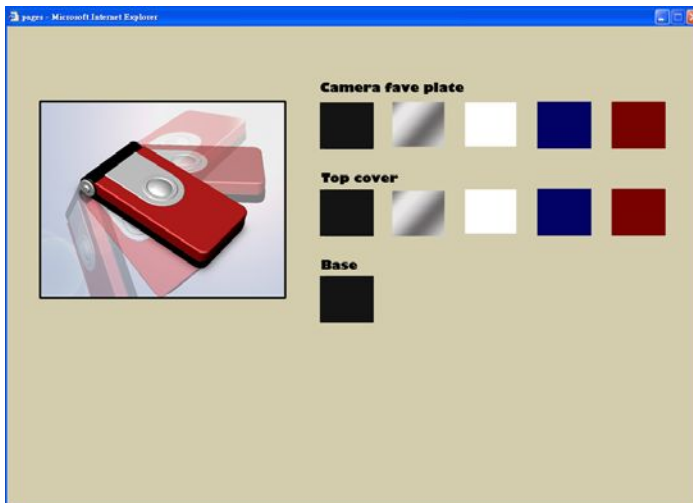 pages - Microsoft Internet Explorer
Camera fave plate
Top cover
Base